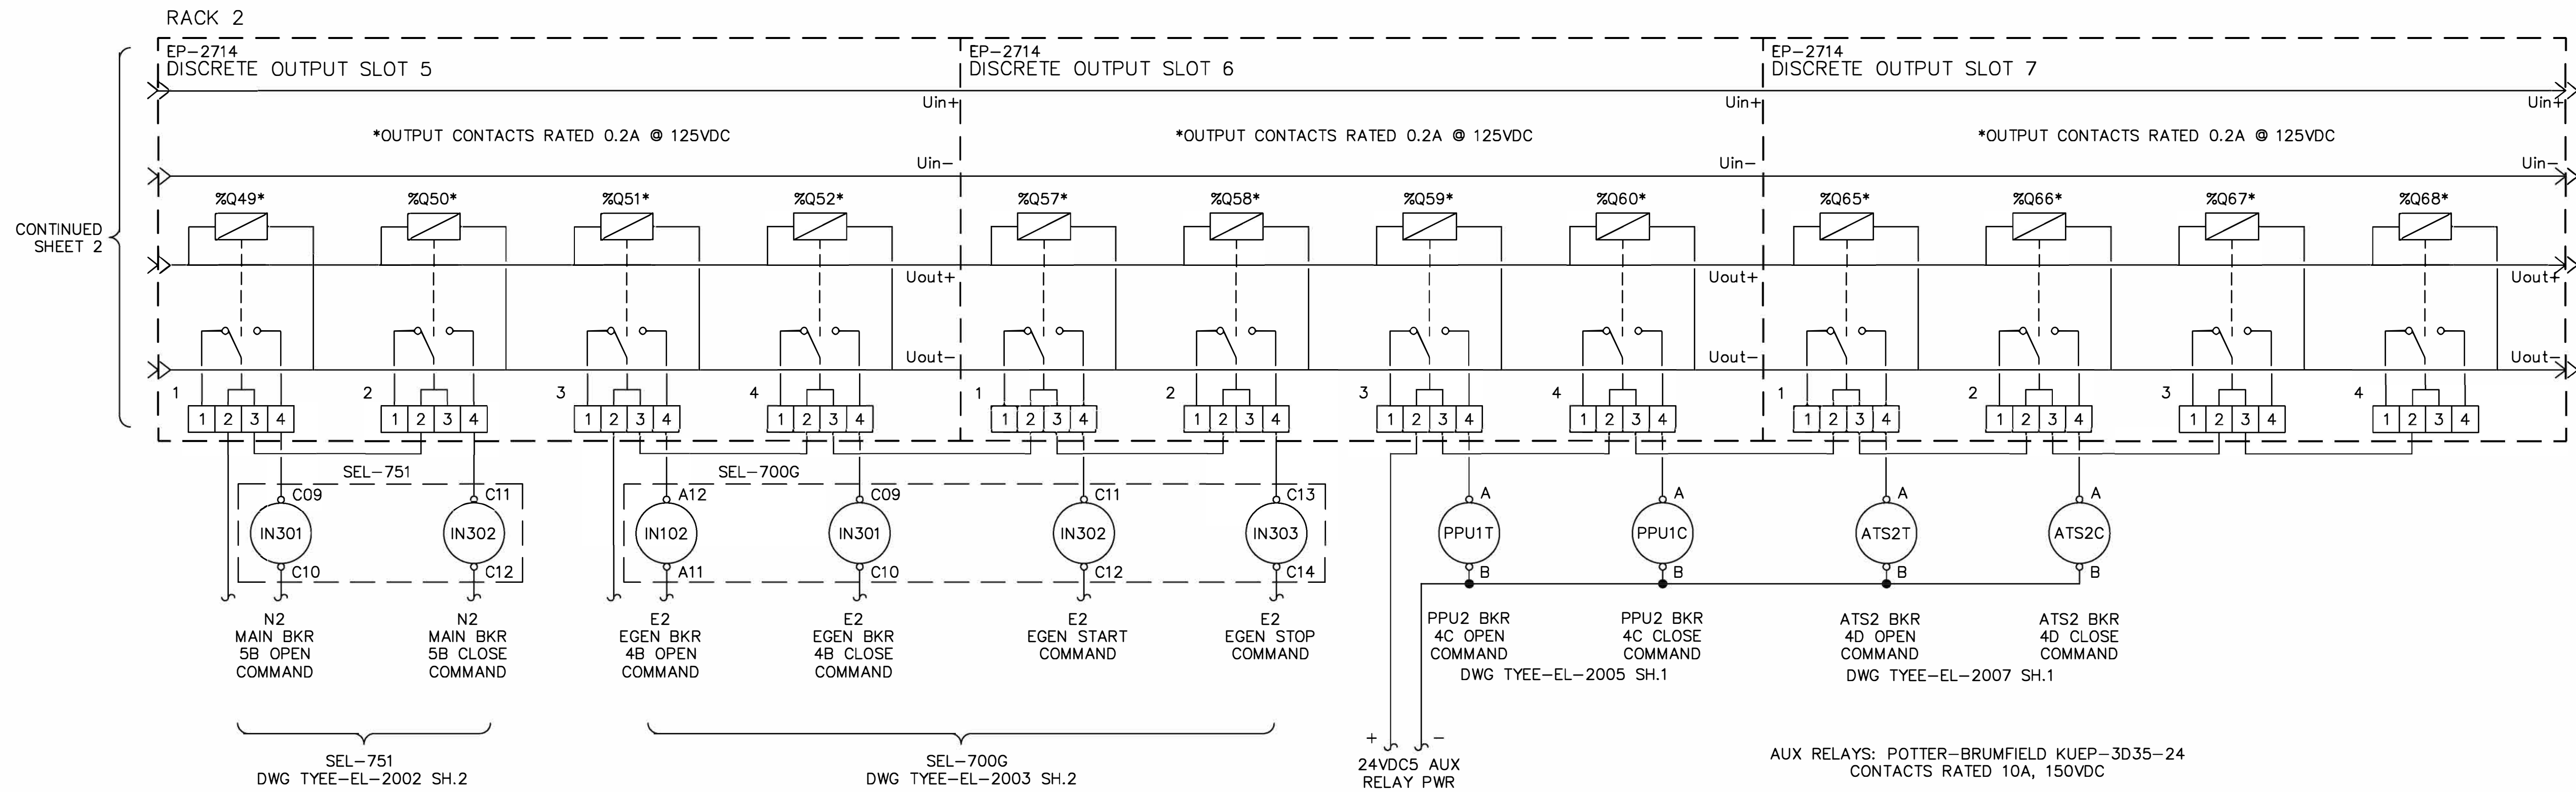 RACK 2
EP-2714
DISCRETE OUTPUT SLOT 5
EP-2714
DISCRETE OUTPUT SLOT 6
EP-2714
DISCRETE OUTPUT SLOT 7
Uin+ Uin+ Uin+
*OUTPUT CONTACTS RATED 0.2A @ 125VDC *OUTPUT CONTACTS RATED 0.2A @ 125VDC *OUTPUT CONTACTS RATED 0.2A @ 125VDC
Uin- Uin- Uin-
%Q49* %Q50* %Q51* %Q52* %Q57* %Q58* %Q59* %Q60* %Q65* %Q66* %Q67* %Q68*
CONTINUED
SHEET 2
Uout+ Uout+ Uout+
Uout- Uout- Uout-
1 2 3 4 1 2 3 4 1 2 3 4
1 2 3 4 1 2 3 4 1 2 3 4 1 2 3 4 1 2 3 4 1 2 3 4 1 2 3 4 1 2 3 4 1 2 3 4 1 2 3 4 1 2 3 4 1 2 3 4
SEL-751 SEL-700G
C09 C11 A12 C09 C11 C13 A A A A
IN301 IN302 IN102 IN301 IN302 IN303 PPU1T PPU1C ATS2T ATS2C
C10 C12 A11 C10 C12 C14 B B B B
N2
MAIN BKR
5B OPEN
COMMAND
N2
MAIN BKR
5B CLOSE
COMMAND
E2
EGEN BKR
4B OPEN
COMMAND
E2
EGEN BKR
4B CLOSE
COMMAND
E2
EGEN START
COMMAND
E2
EGEN STOP
COMMAND
PPU2 BKR
4C OPEN
COMMAND
PPU2 BKR
4C CLOSE
COMMAND
DWG TYEE-EL-2005 SH.1
ATS2 BKR
4D OPEN
COMMAND
ATS2 BKR
4D CLOSE
COMMAND
DWG TYEE-EL-2007 SH.1
SEL-751
DWG TYEE-EL-2002 SH.2
SEL-700G
DWG TYEE-EL-2003 SH.2
+ -
24VDC5 AUX
RELAY PWR
AUX RELAYS: POTTER-BRUMFIELD KUEP-3D35-24
CONTACTS RATED 10A, 150VDC